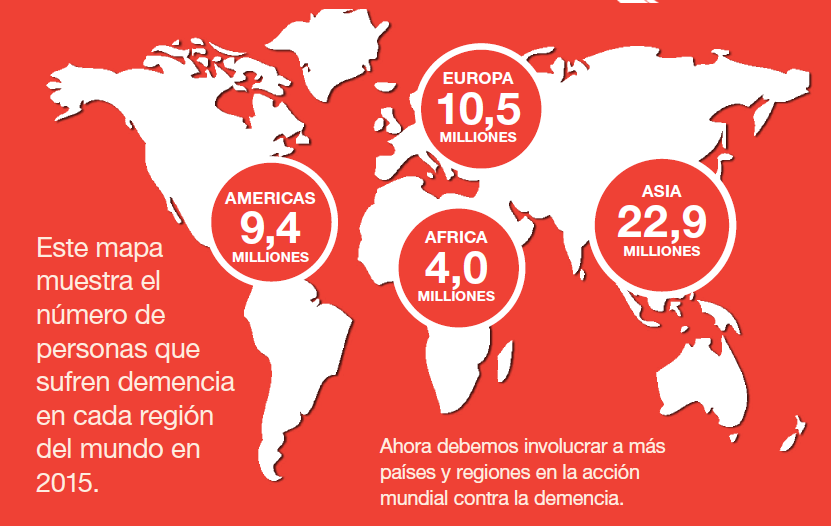 EUROPA
10,5
MILLIONES
AMERICAS
9,4
MILLIONES
ASIA
22,9
MILLIONES
AFRICA
4,0
MILLIONES
Este mapa
muestra el
número de
personas que
sufren demencia
en cada región
del mundo en
2015.
Ahora debemos involucrar a más
países y regiones en la acción
mundial contra la demencia.